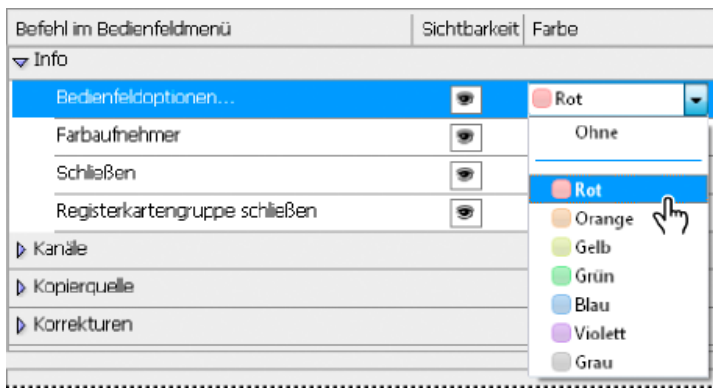 Befehl im Bedienfeldmenü Sichtbarkeit Farbe
Info
Bedienfeldoptionen... Rot
Farbaufnehmer Ohne
Schließen
Rot
Registerkartengruppe schließen
Orange
Kanäle Gelb
Kopierquelle Grün
Blau
Korrekturen
Violett
Grau